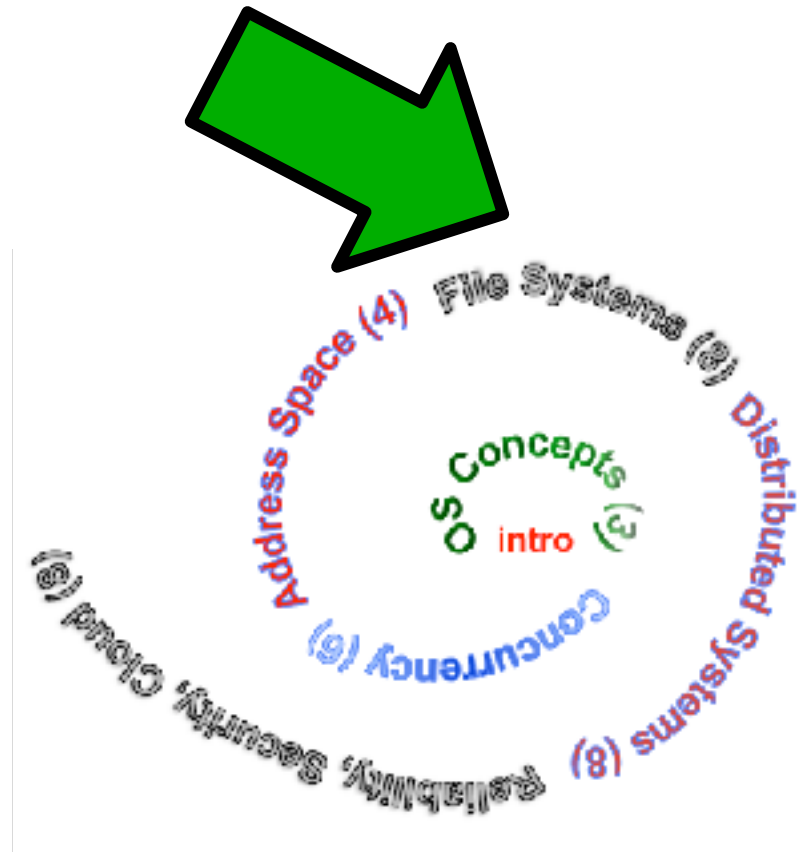 intro
OS Concepts (3)
Concurrency (6)
Address Space (4)
File Systems (8)
Distributed Systems (8)
Reliability, Security, Cloud (8)